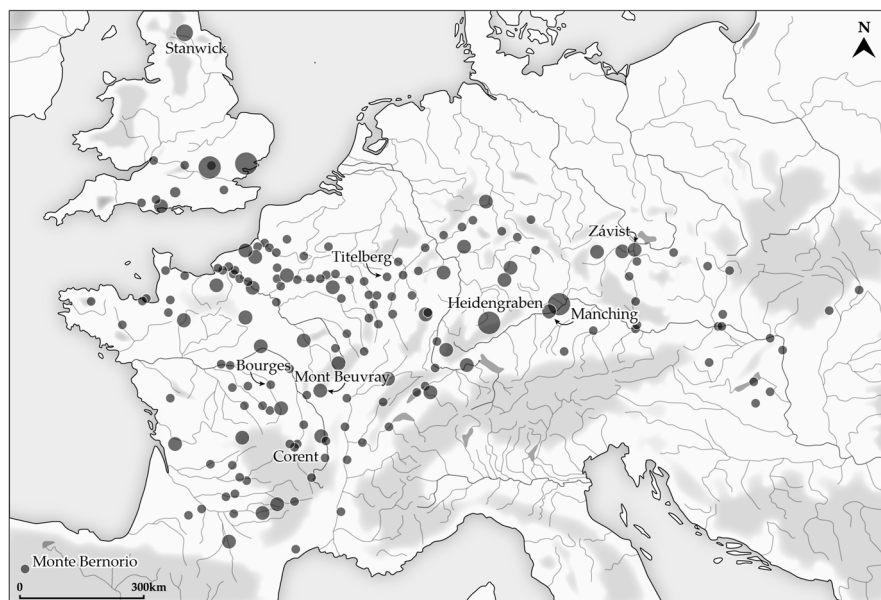 N
Stanwick
Závist
Titelberg
Heidengraben
Manching
Bourges
Mont Beuvray
Corent
Monte Bernorio
0 300km